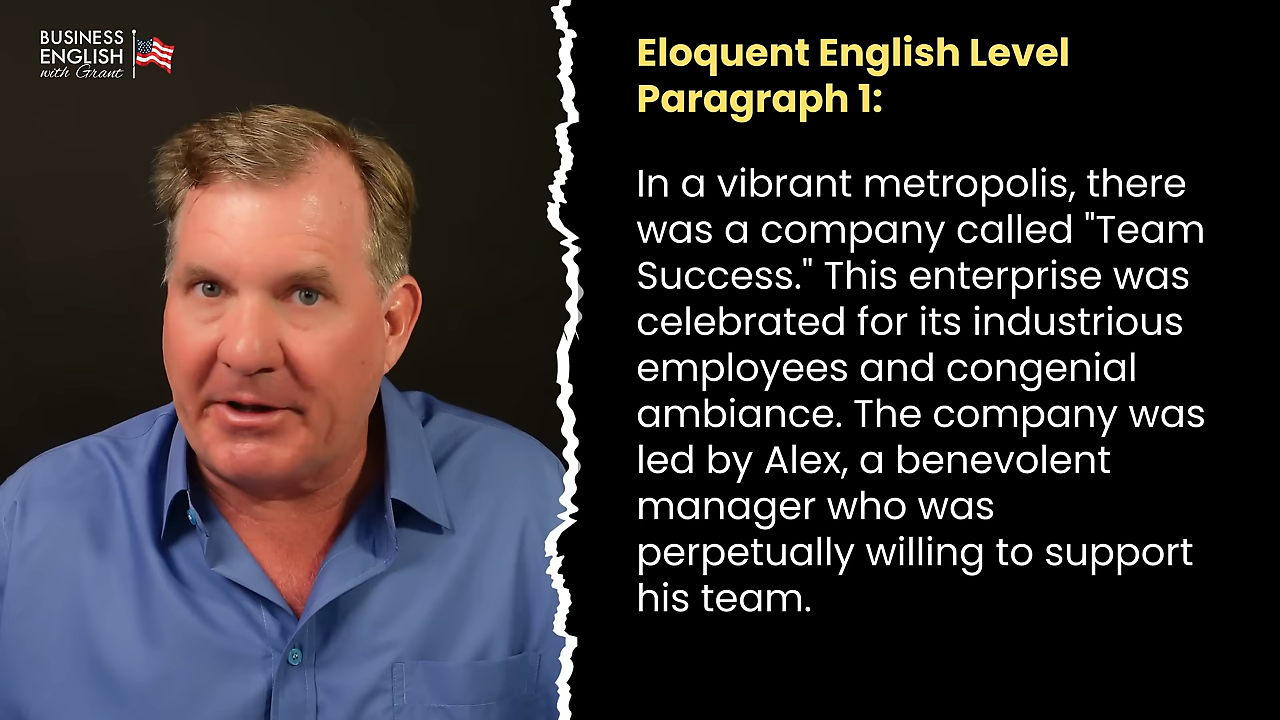 BUSINESS
ENGLISH
with Grant
Eloquent English Level
Paragraph 1:
In a vibrant metropolis, there
was a company called "Team
Success." This enterprise was
celebrated for its industrious
employees and congenial
ambiance. The company was
led by Alex, a benevolent
manager who was
perpetually willing to support
his team.